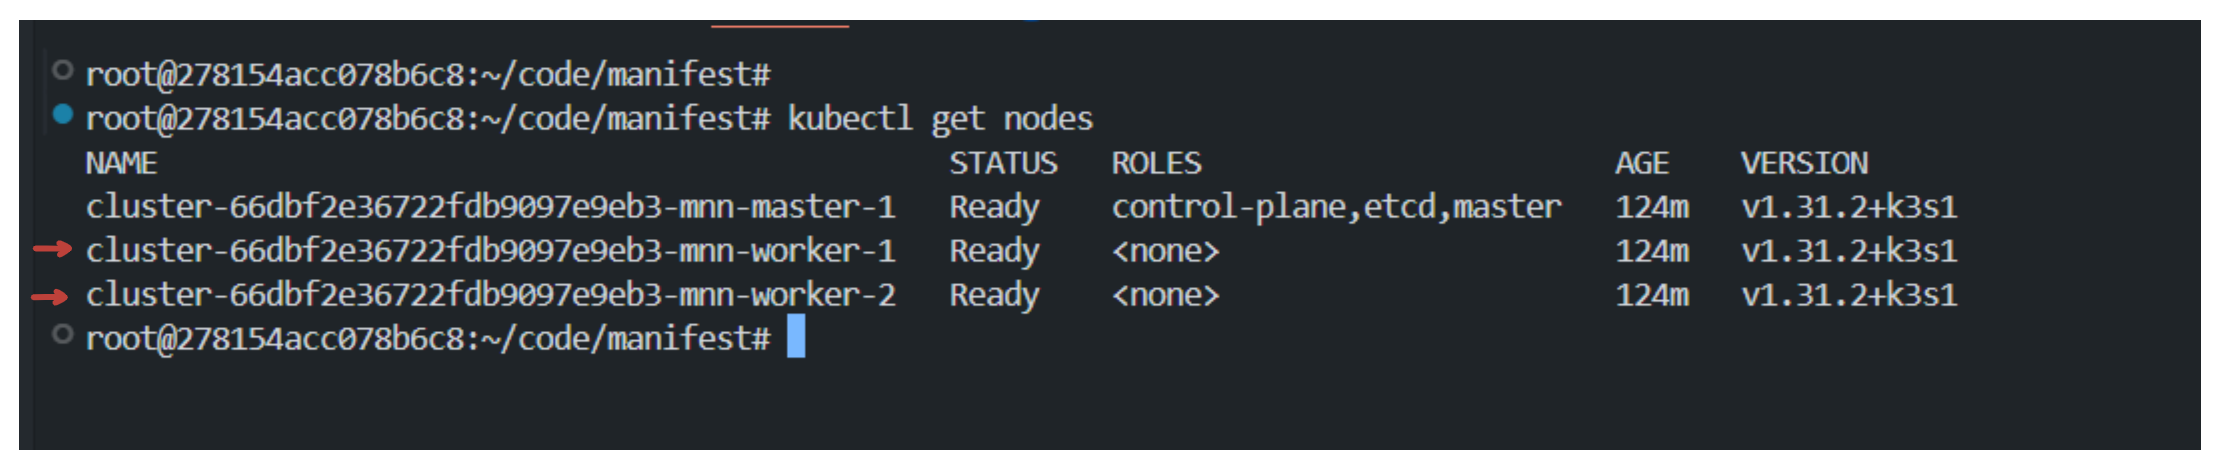 root@278154acc078b6c8:~/code/manifest#
root@278154acc078b6c8:~/code/manifest# kubectl get nodes
NAME STATUS ROLES AGE VERSION
cluster-66dbf2e36722fdb9097e9eb3-mnn-master-1 Ready control-plane,etcd,master 124m v1.31.2+k3s1
cluster-66dbf2e36722fdb9097e9eb3-mnn-worker-1 Ready <none> 124m v1.31.2+k3s1
cluster-66dbf2e36722fdb9097e9eb3-mnn-worker-2 Ready <none> 124m v1.31.2+k3s1
root@278154acc078b6c8:~/code/manifest#